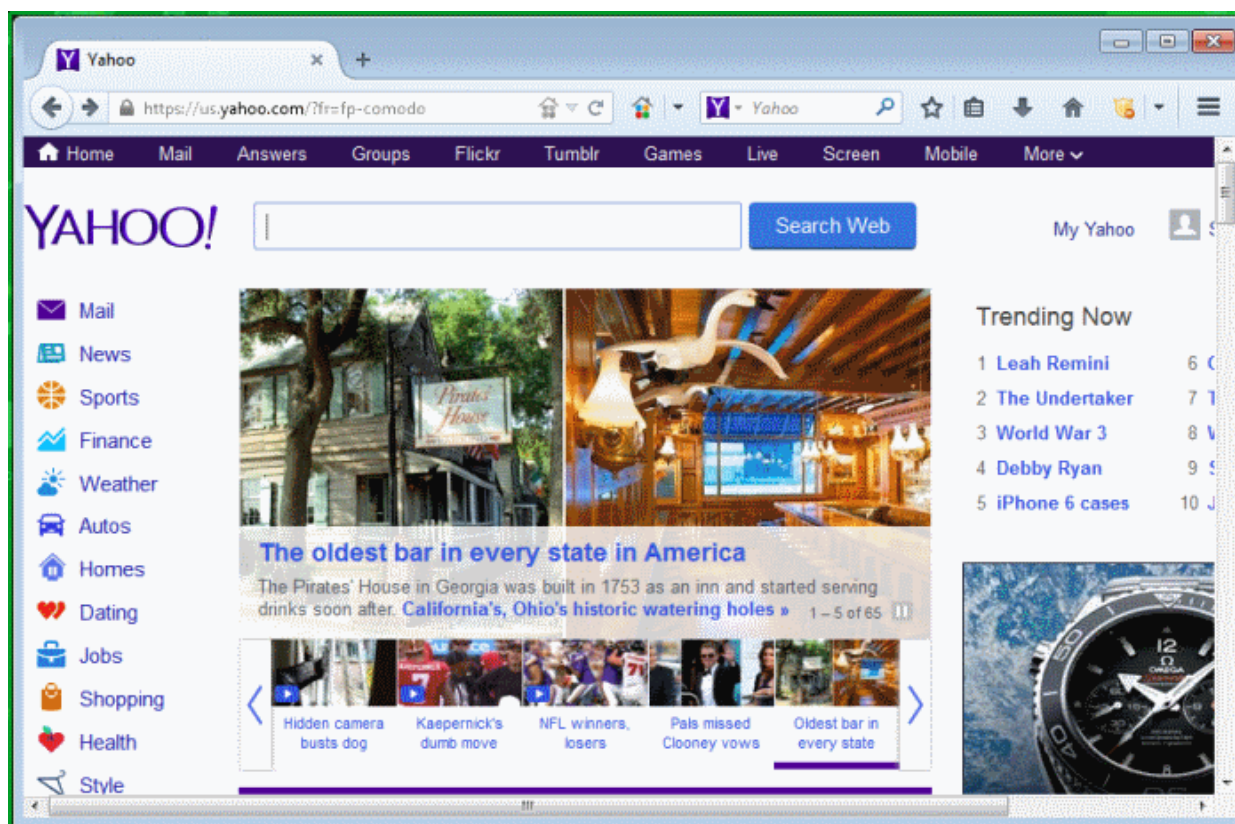 Yahoo
https://us.yahoo.com/?fr=fp-comodo
Yahoo
Home Mail Answers Groups Flickr Tumblr Games Live Screen Mobile More
YAHOO!
Search Web
My Yahoo
Mail
News
Sports
Finance
Weather
Autos
Homes
Dating
Jobs
Shopping
Health
Style
Pirates'
House
The oldest bar in every state in America
The Pirates' House in Georgia was built in 1753 as an inn and started serving
drinks soon after. California's, Ohio's historic watering holes »
1 – 5 of 65
Hidden camera
busts dog
Kaepernick's
dumb move
NFL winners,
losers
Pals missed
Clooney vows
Oldest bar in
every state
Trending Now
1 Leah Remini
2 The Undertaker
3 World War 3
4 Debby Ryan
5 iPhone 6 cases
6
7
8
9
10
50
40
12
Ω
OMEGA